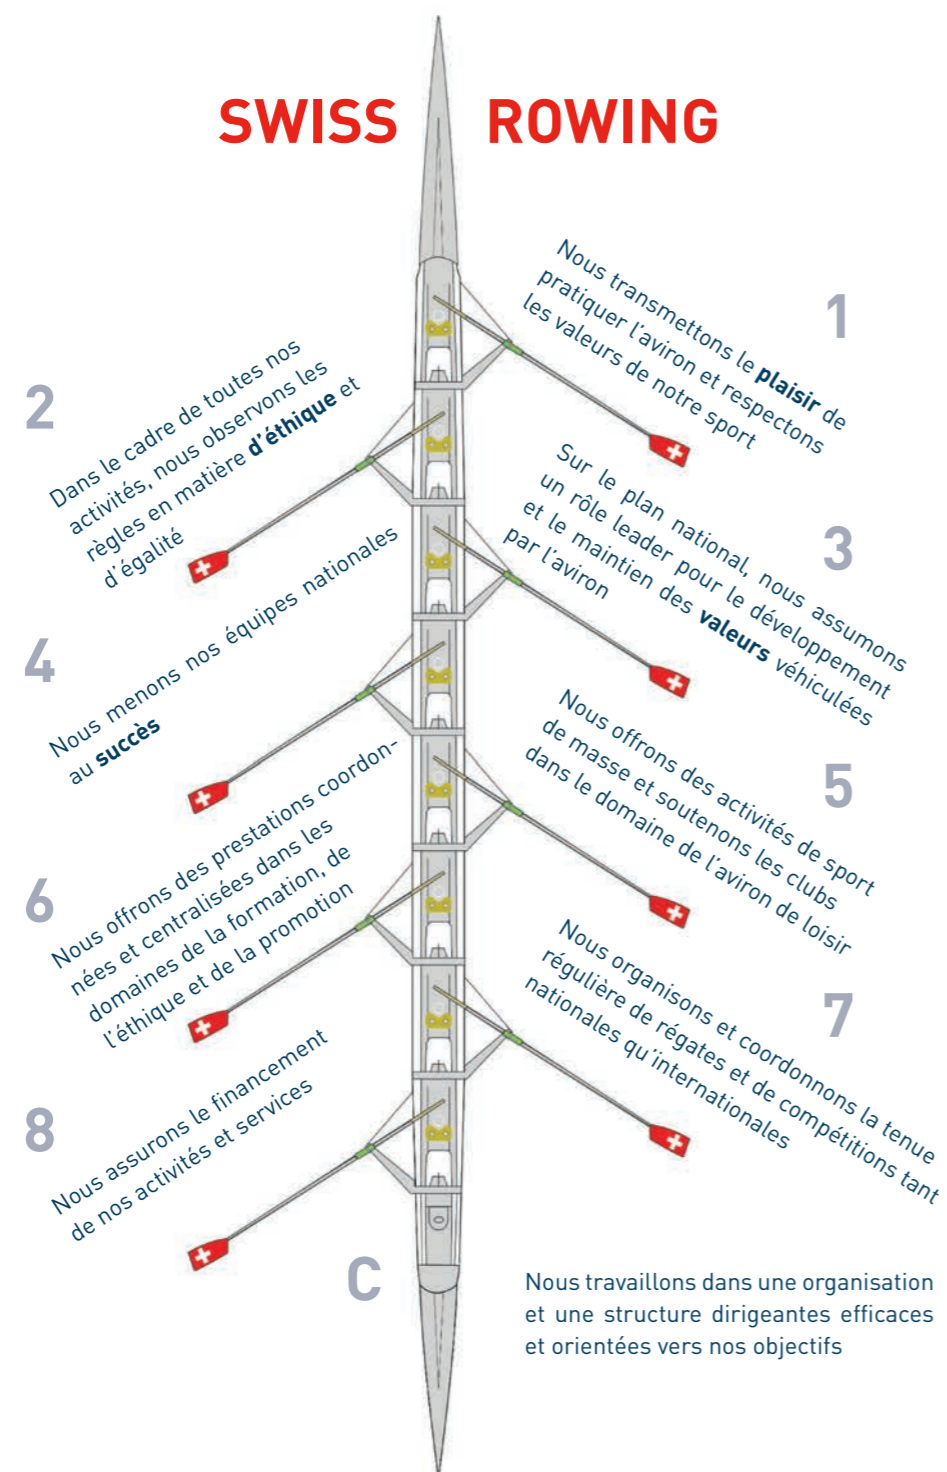 SWISS ROWING
1
Nous transmettons le plaisir de
pratiquer l'aviron et respectons
les valeurs de notre sport
2
Dans le cadre de toutes nos
activités, nous observons les
règles en matière d'éthique et
d'égalité
3
Sur le plan national, nous assumons
un rôle leader pour le développement
et le maintien des valeurs véhiculées
par l'aviron
4
Nous menons nos équipes nationales
au succès
5
Nous offrons des activités de sport
de masse et soutenons les clubs
dans le domaine de l'aviron de loisir
6
Nous offrons des prestations coordon-
nées et centralisées dans les
domaines de la formation, de
l'éthique et de la promotion
7
Nous organisons et coordonnons la tenue
régulière de régates et de compétitions tant
nationales qu'internationales
8
Nous assurons le financement
de nos activités et services
C
Nous travaillons dans une organisation
et une structure dirigeantes efficaces
et orientées vers nos objectifs